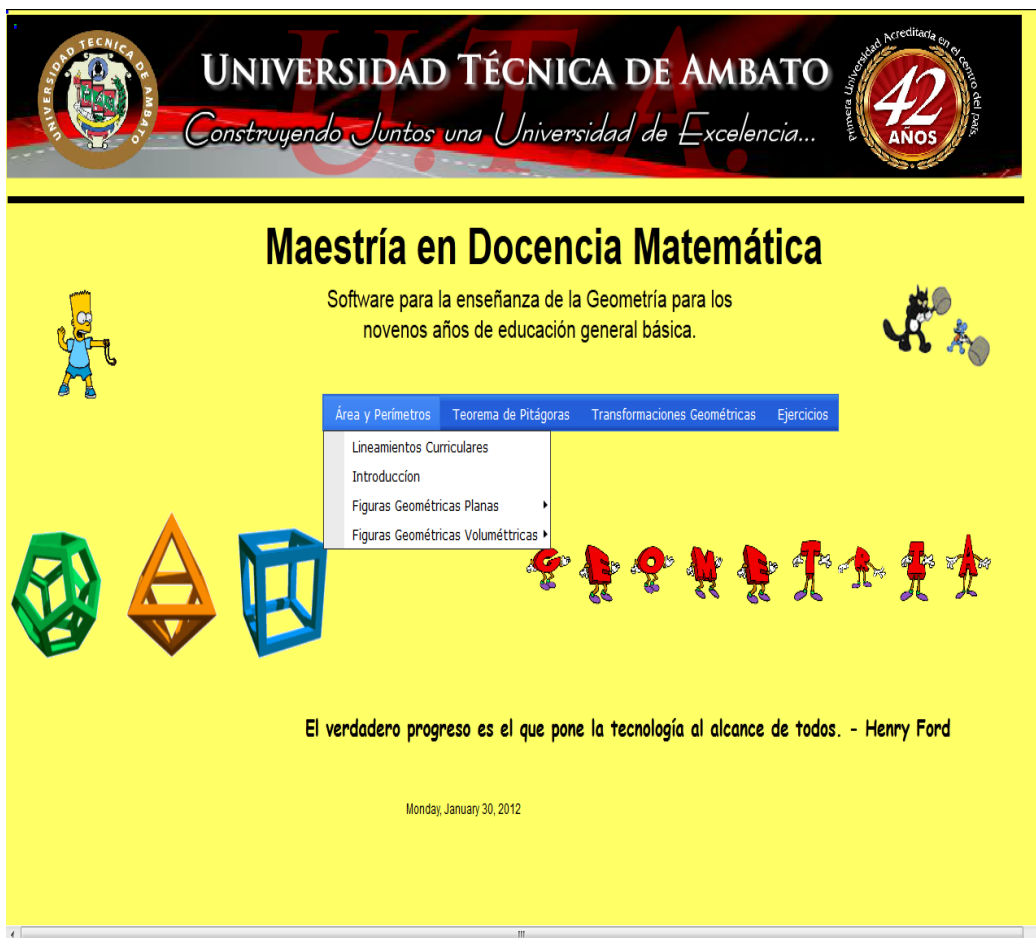 UNIVERSIDAD TECNICA DE AMBATO
U.T.A.
UNIVERSIDAD TÉCNICA DE AMBATO
Construyendo Juntos una Universidad de Excelencia...
Primera Universidad Acreditada en el centro del país.
42
AÑOS
Maestría en Docencia Matemática
Software para la enseñanza de la Geometría para los
novenos años de educación general básica.
Área y Perímetros Teorema de Pitágoras Transformaciones Geométricas Ejercicios
Lineamientos Curriculares
Introduccíon
Figuras Geométricas Planas
Figuras Geométricas Voluméttricas
GEOMETRIA
El verdadero progreso es el que pone la tecnología al alcance de todos. - Henry Ford
Monday, January 30, 2012